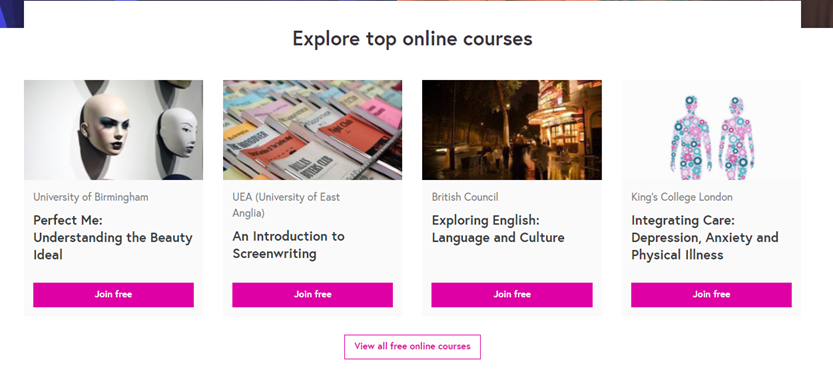 Explore top online courses
University of Birmingham
Perfect Me:
Understanding the Beauty
Ideal
Join free
UEA (University of East
Anglia)
An Introduction to
Screenwriting
Join free
British Council
Exploring English:
Language and Culture
Join free
King's College London
Integrating Care:
Depression, Anxiety and
Physical Illness
Join free
View all free online courses